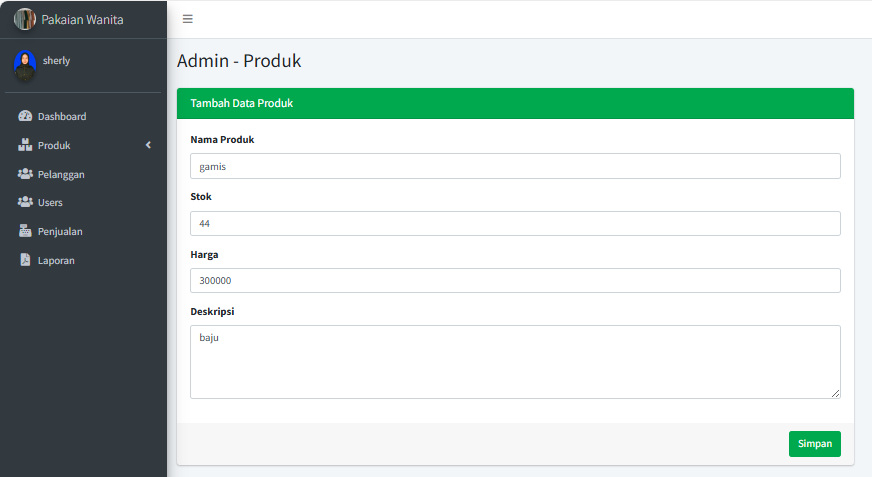 Pakaian Wanita
sherly
Dashboard
Produk
Pelanggan
Users
Penjualan
Laporan
Admin - Produk
Tambah Data Produk
Nama Produk
gamis
Stok
44
Harga
300000
Deskripsi
baju
Simpan